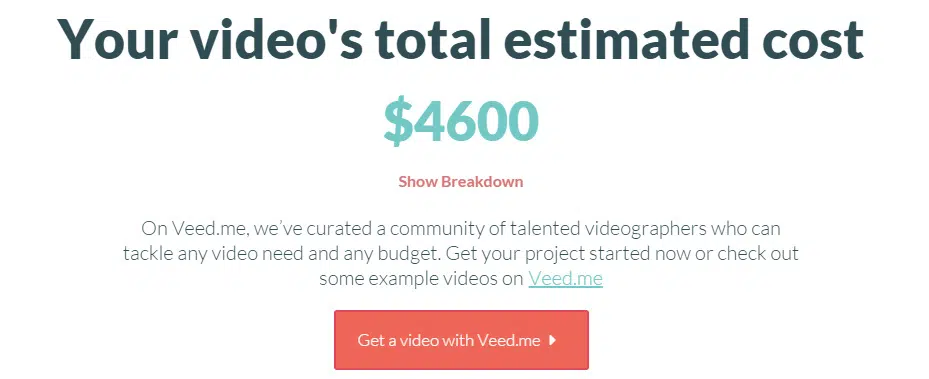 Your video's total estimated cost
$4600
Show Breakdown
On Veed.me, we’ve curated a community of talented videographers who can
tackle any video need and any budget. Get your project started now or check out
some example videos on Veed.me
Get a video with Veed.me